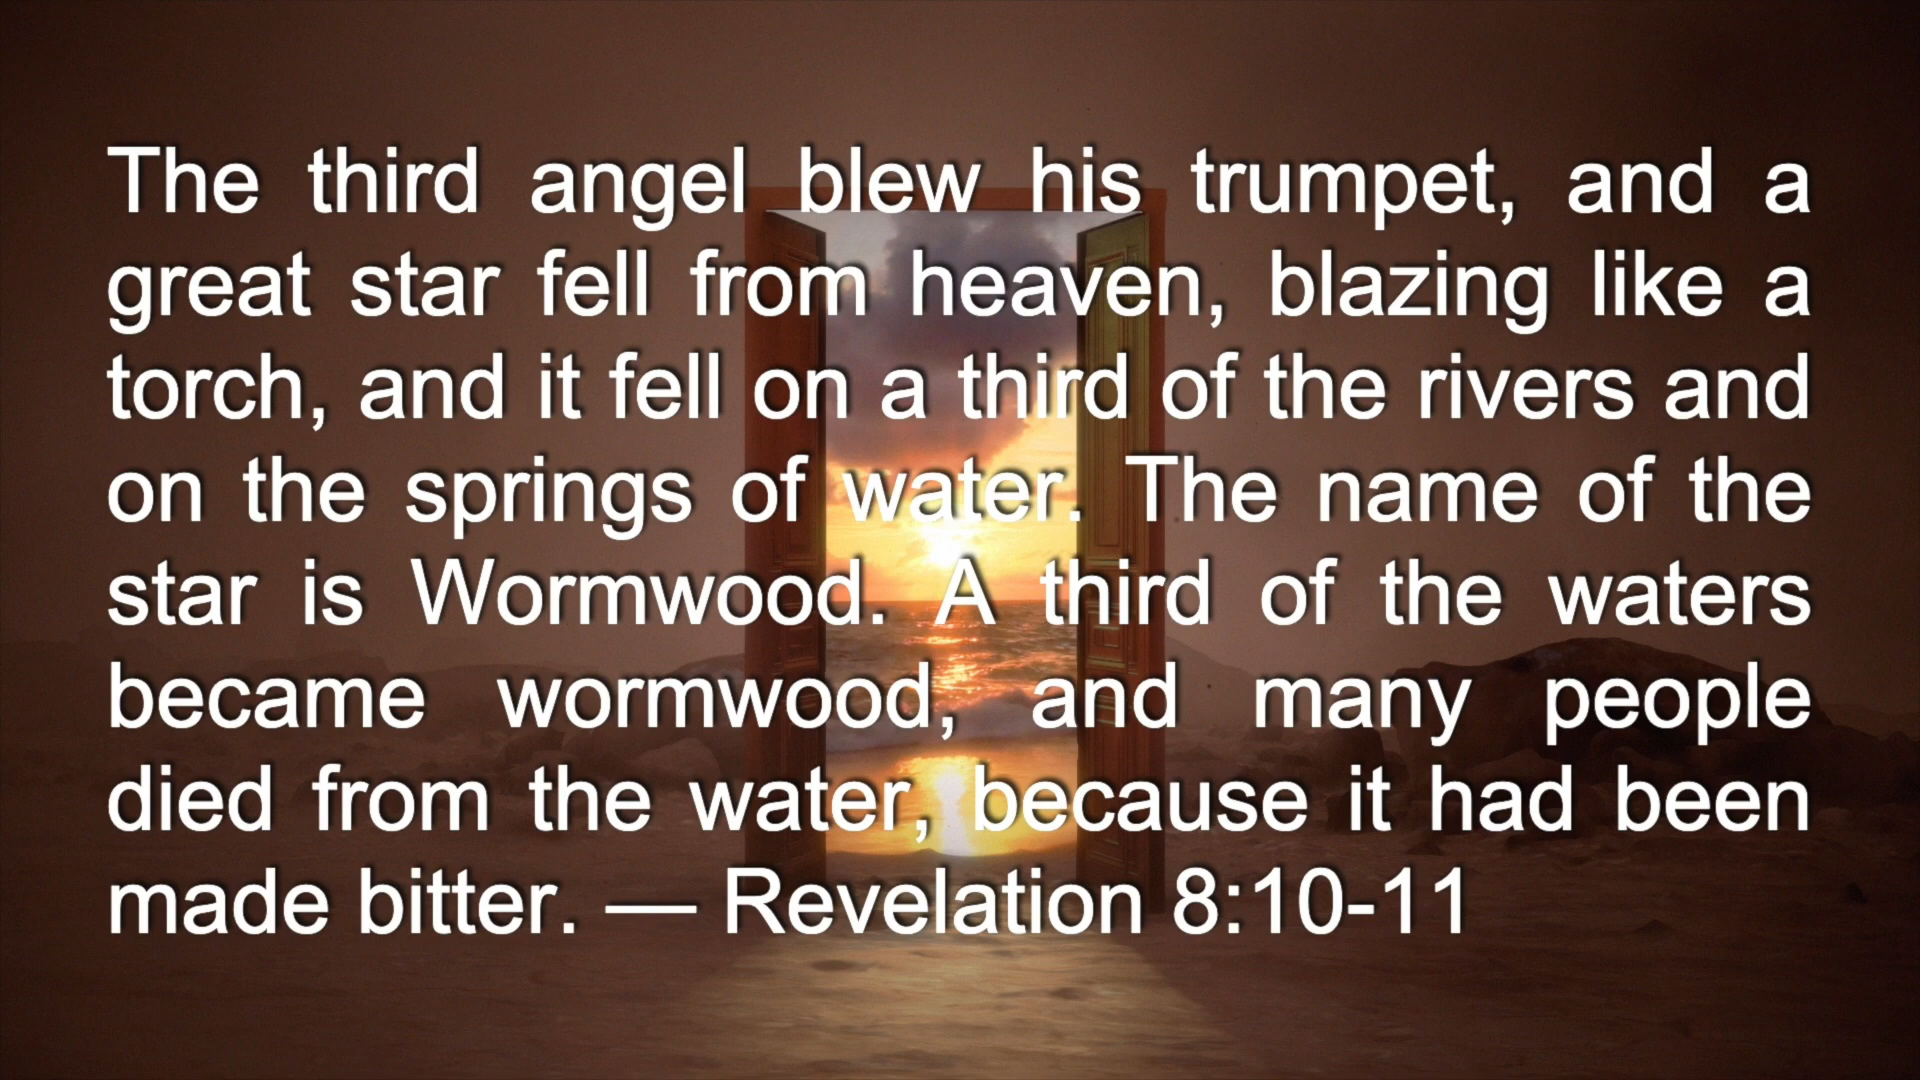 The third angel blew his trumpet, and a
great star fell from heaven, blazing like a
torch, and it fell on a third of the rivers and
on the springs of water. The name of the
star is Wormwood. A third of the waters
became wormwood, and many people
died from the water, because it had been
made bitter. — Revelation 8:10-11